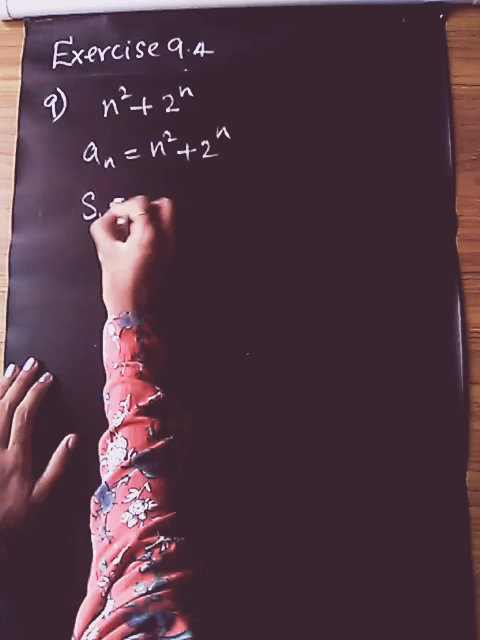 Exercise 9.4
9) n² + 2ⁿ
aₙ = n² + 2ⁿ
S